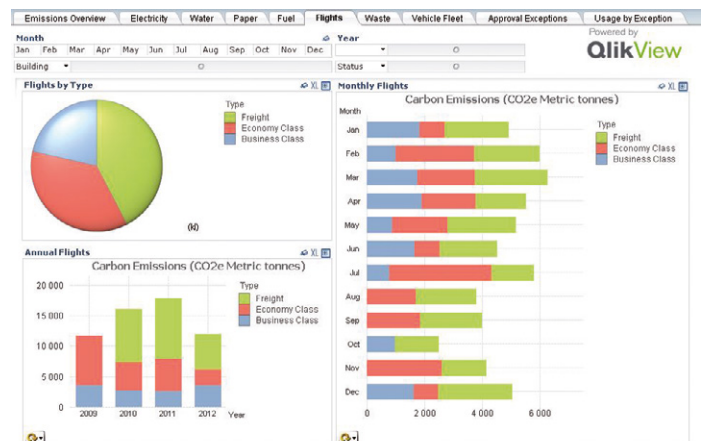 Emissions Overview Electricity Water Paper Fuel Flights Waste Vehicle Fleet Approval Exceptions Usage by Exception
Month
Jan Feb Mar Apr May Jun Jul Aug Sep Oct Nov Dec
Building
Year
Status
Powered by
QlikView
Flights by Type XL
Type
Freight
Economy Class
Business Class
Annual Flights XL
Carbon Emissions (CO2e Metric tonnes)
Type
Freight
Economy Class
Business Class
20 000
15 000
10 000
5 000
0
2009 2010 2011 2012 Year
Monthly Flights XL
Carbon Emissions (CO2e Metric tonnes)
Month
Type
Freight
Economy Class
Business Class
Jan
Feb
Mar
Apr
May
Jun
Jul
Aug
Sep
Oct
Nov
Dec
0 2 000 4 000 6 000